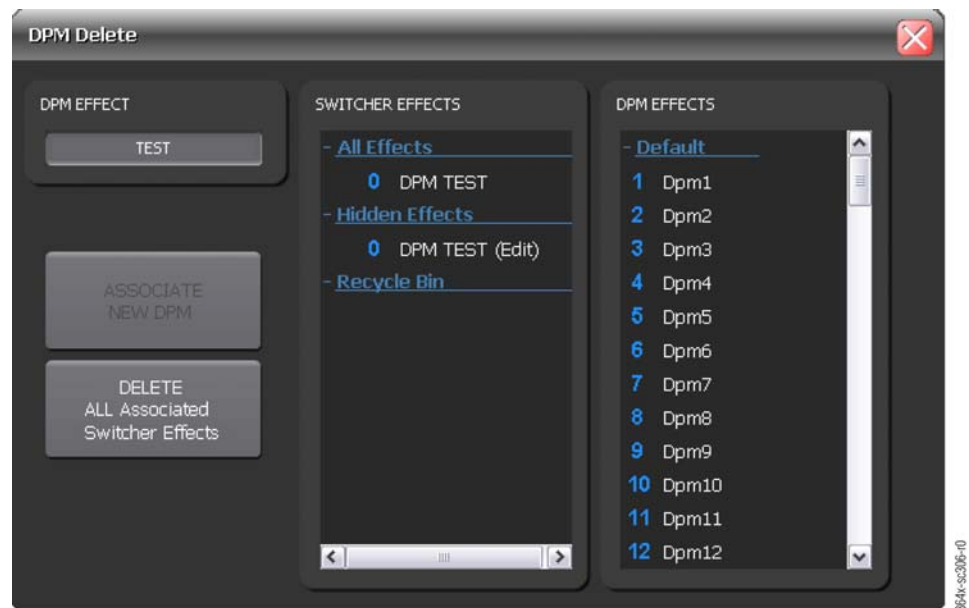 DPM Delete
DPM EFFECT
TEST
ASSOCIATE
NEW DPM
DELETE
ALL Associated
Switcher Effects
SWITCHER EFFECTS
- All Effects
0 DPM TEST
- Hidden Effects
0 DPM TEST (Edit)
- Recycle Bin
DPM EFFECTS
- Default
1 Dpm1
2 Dpm2
3 Dpm3
4 Dpm4
5 Dpm5
6 Dpm6
7 Dpm7
8 Dpm8
9 Dpm9
10 Dpm10
11 Dpm11
12 Dpm12